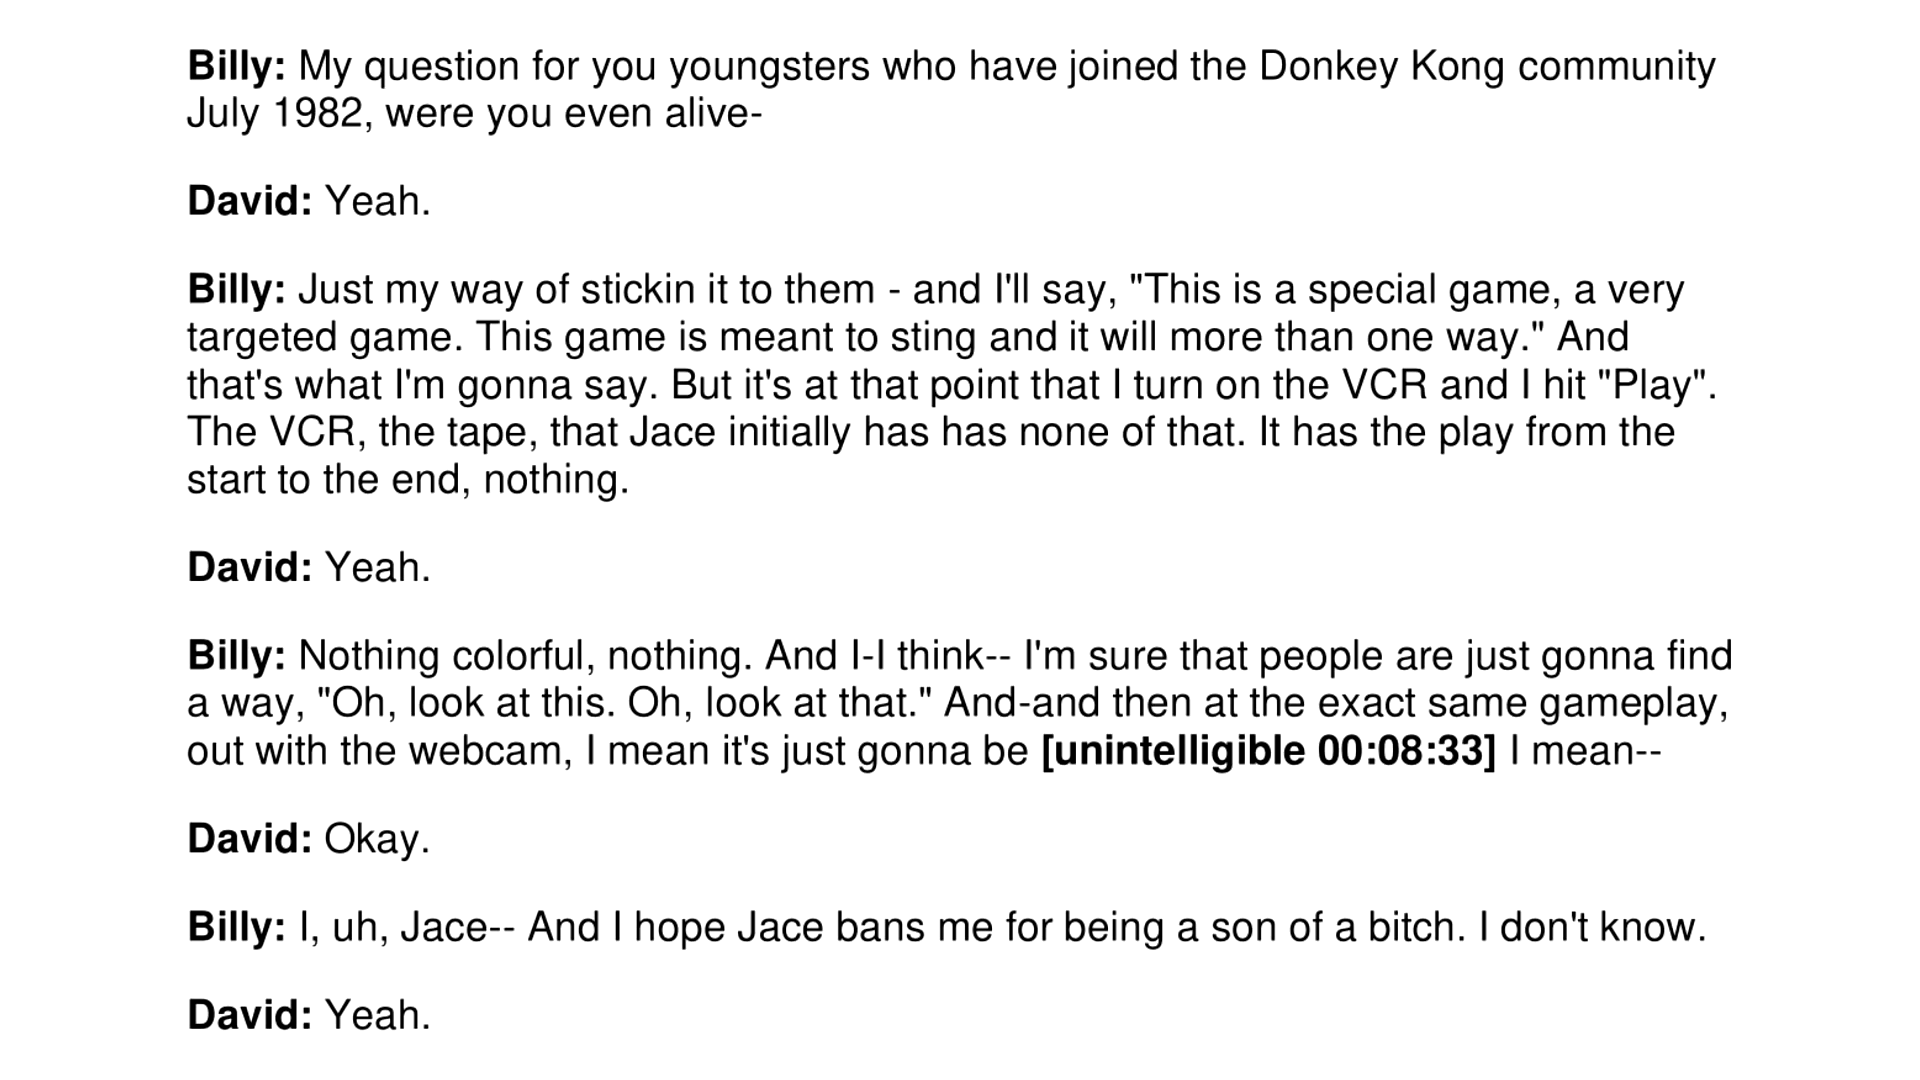 Billy: My question for you youngsters who have joined the Donkey Kong community
July 1982, were you even alive-
David: Yeah.
Billy: Just my way of stickin it to them - and I'll say, "This is a special game, a very
targeted game. This game is meant to sting and it will more than one way." And
that's what I'm gonna say. But it's at that point that I turn on the VCR and I hit "Play".
The VCR, the tape, that Jace initially has has none of that. It has the play from the
start to the end, nothing.
David: Yeah.
Billy: Nothing colorful, nothing. And I-I think-- I'm sure that people are just gonna find
a way, "Oh, look at this. Oh, look at that." And-and then at the exact same gameplay,
out with the webcam, I mean it's just gonna be [unintelligible 00:08:33] I mean--
David: Okay.
Billy: I, uh, Jace-- And I hope Jace bans me for being a son of a bitch. I don't know.
David: Yeah.